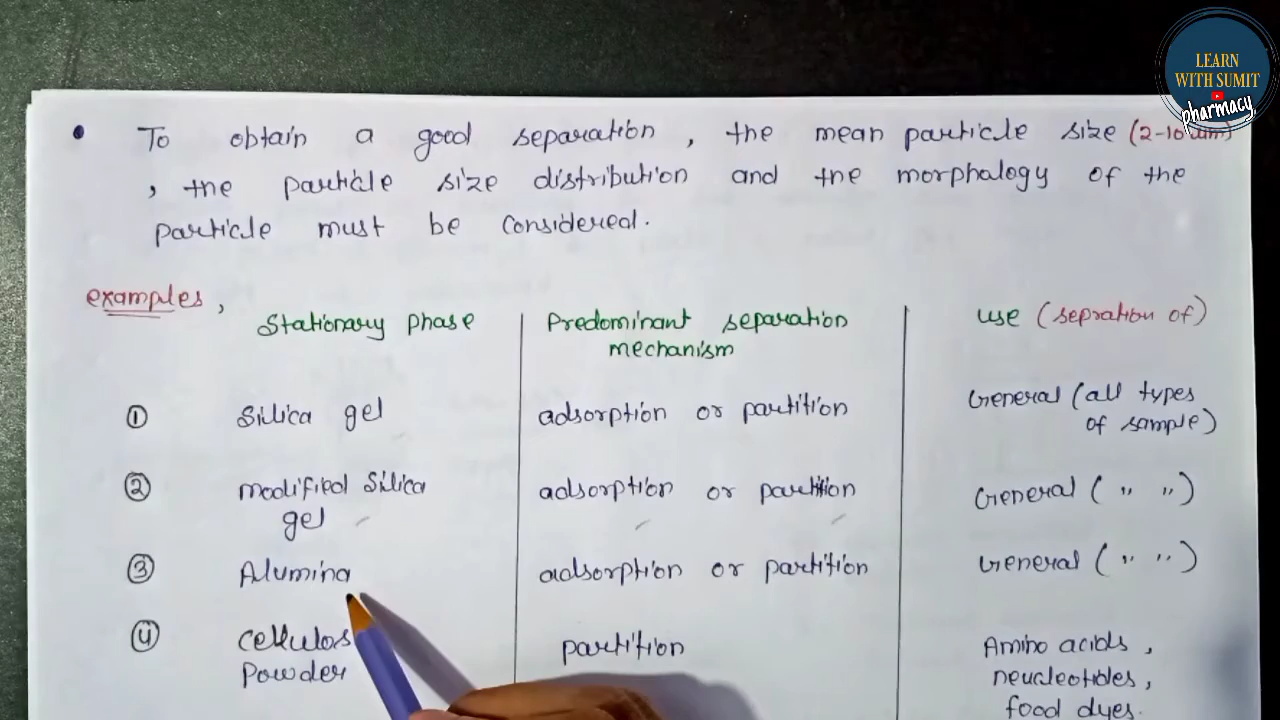 LEARN
WITH SUMIT
pharmacy
• To obtain a good separation, the mean particle size (2-10 um)
, the particle size distribution and the morphalogy of the
particle must be considered.
examples,
Stationary phase
Predominant separation
mechanism
use (sepration of)
① Silica gel
adsorption or partition
General (all types
of sample)
② modified Silica
gel
adsorption or partition
General ( " " )
③ Alumina
adsorption or partition
General ( " " )
④ Cellulos
Powder
partition
Amino acids,
neucleotides,
food dyes.